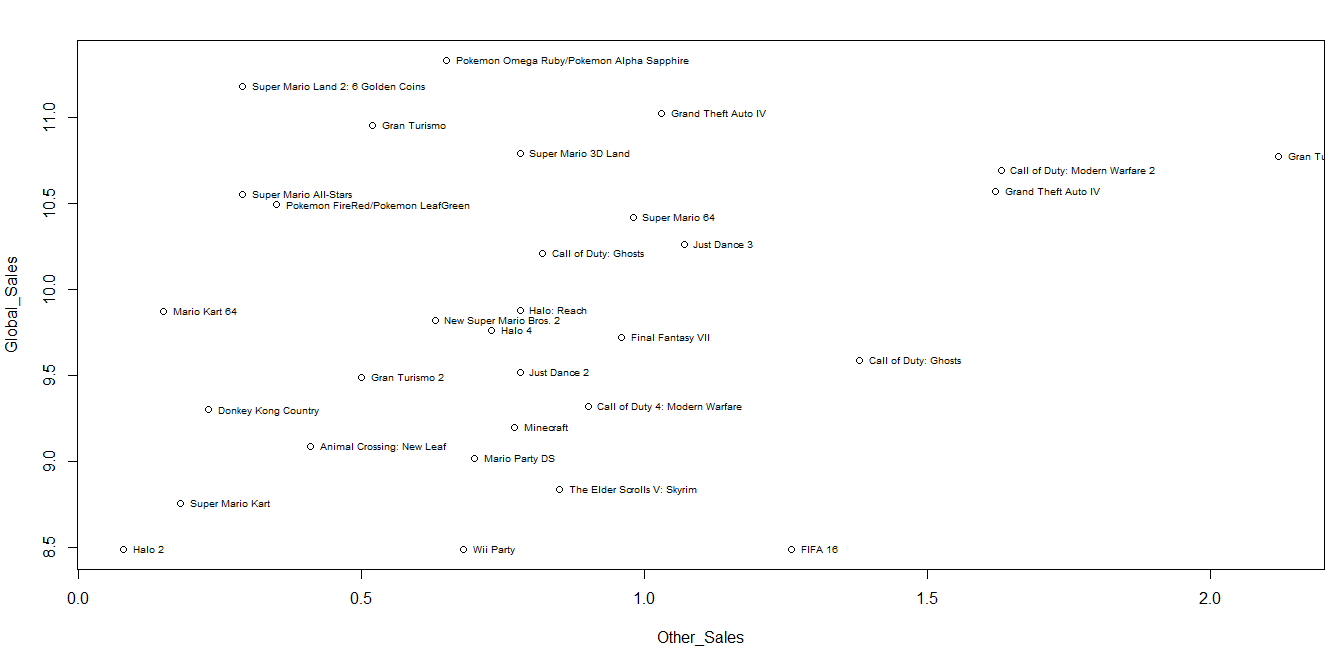 Pokemon Omega Ruby/Pokemon Alpha Sapphire
Super Mario Land 2: 6 Golden Coins
Grand Theft Auto IV
Gran Turismo
Super Mario 3D Land
Gran Tu
Call of Duty: Modern Warfare 2
Grand Theft Auto IV
Super Mario All-Stars
Pokemon FireRed/Pokemon LeafGreen
Super Mario 64
Just Dance 3
Call of Duty: Ghosts
Mario Kart 64
Halo: Reach
New Super Mario Bros. 2
Halo 4
Final Fantasy VII
Call of Duty: Ghosts
Just Dance 2
Gran Turismo 2
Call of Duty 4: Modern Warfare
Donkey Kong Country
Minecraft
Animal Crossing: New Leaf
Mario Party DS
The Elder Scrolls V: Skyrim
Super Mario Kart
Halo 2
Wii Party
FIFA 16
Global_Sales
11.0
10.5
10.0
9.5
9.0
8.5
0.0 0.5 1.0 1.5 2.0
Other_Sales